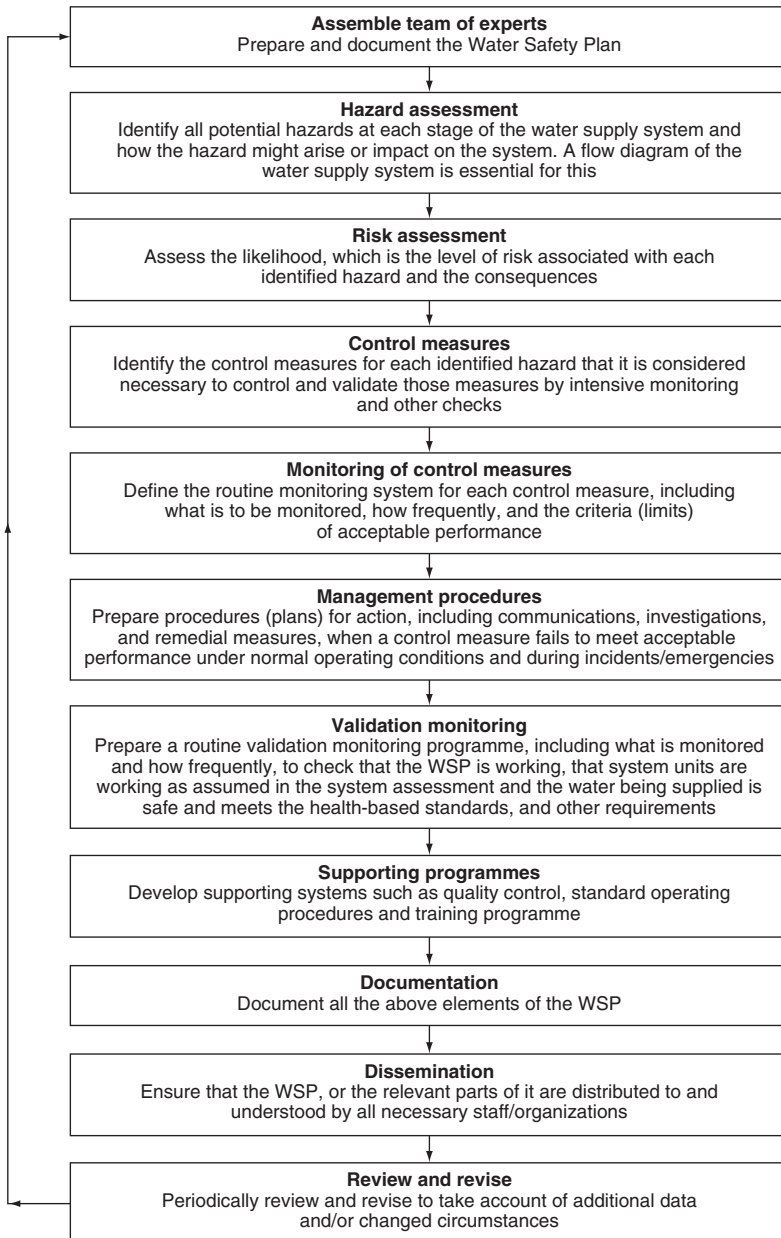 Assemble team of experts
Prepare and document the Water Safety Plan
Hazard assessment
Identify all potential hazards at each stage of the water supply system and
how the hazard might arise or impact on the system. A flow diagram of the
water supply system is essential for this
Risk assessment
Assess the likelihood, which is the level of risk associated with each
identified hazard and the consequences
Control measures
Identify the control measures for each identified hazard that it is considered
necessary to control and validate those measures by intensive monitoring
and other checks
Monitoring of control measures
Define the routine monitoring system for each control measure, including
what is to be monitored, how frequently, and the criteria (limits)
of acceptable performance
Management procedures
Prepare procedures (plans) for action, including communications, investigations,
and remedial measures, when a control measure fails to meet acceptable
performance under normal operating conditions and during incidents/emergencies
Validation monitoring
Prepare a routine validation monitoring programme, including what is monitored
and how frequently, to check that the WSP is working, that system units are
working as assumed in the system assessment and the water being supplied is
safe and meets the health-based standards, and other requirements
Supporting programmes
Develop supporting systems such as quality control, standard operating
procedures and training programme
Documentation
Document all the above elements of the WSP
Dissemination
Ensure that the WSP, or the relevant parts of it are distributed to and
understood by all necessary staff/organizations
Review and revise
Periodically review and revise to take account of additional data
and/or changed circumstances